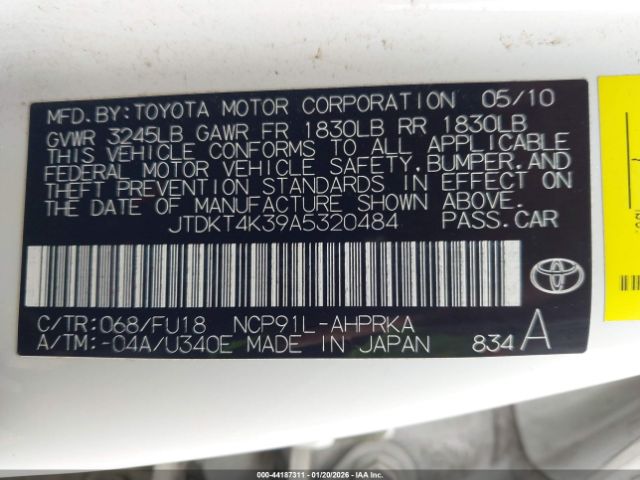 MFD.BY:TOYOTA MOTOR CORPORATION 05/10
GVWR 3245LB GAWR FR 1830LB RR 1830LB
THIS VEHICLE CONFORMS TO ALL APPLICABLE
FEDERAL MOTOR VEHICLE SAFETY,BUMPER,AND
THEFT PREVENTION STANDARDS IN EFFECT ON
THE DATE OF MANUFACTURE SHOWN ABOVE.
JTDKT4K39A5320484 PASS.CAR
TOYOTA
C/TR:068/FU18 NCP91L-AHPRKA
A/TM:-04A/U340E MADE IN JAPAN 834 A
000-44187311 - 01/20/2026 - IAA Inc.